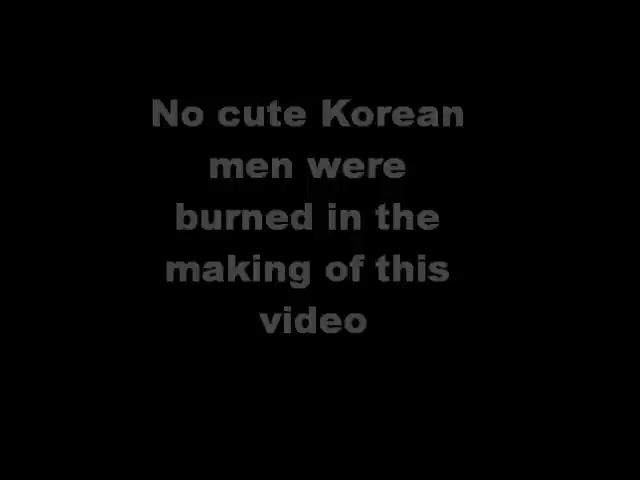 No cute Korean
men were
burned in the
making of this
video